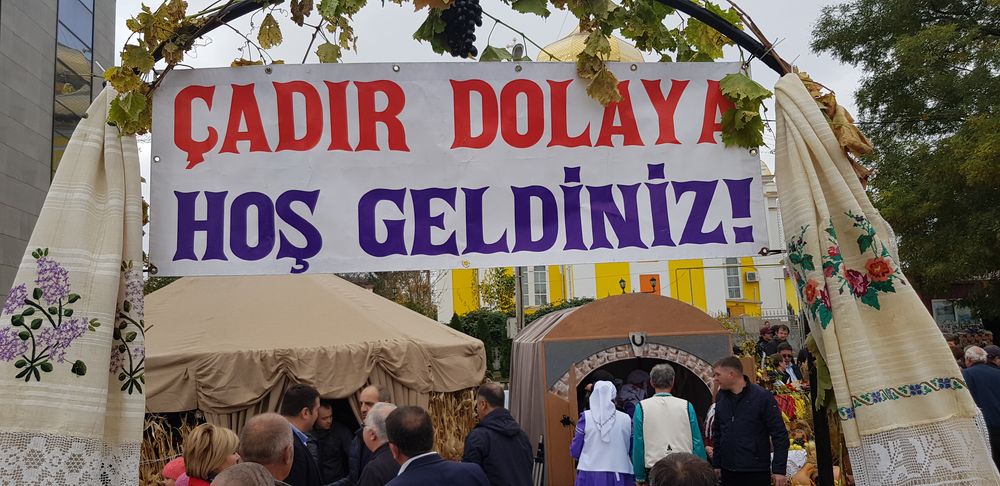 ÇADIR DOLAYA
HOŞ GELDİNİZ!